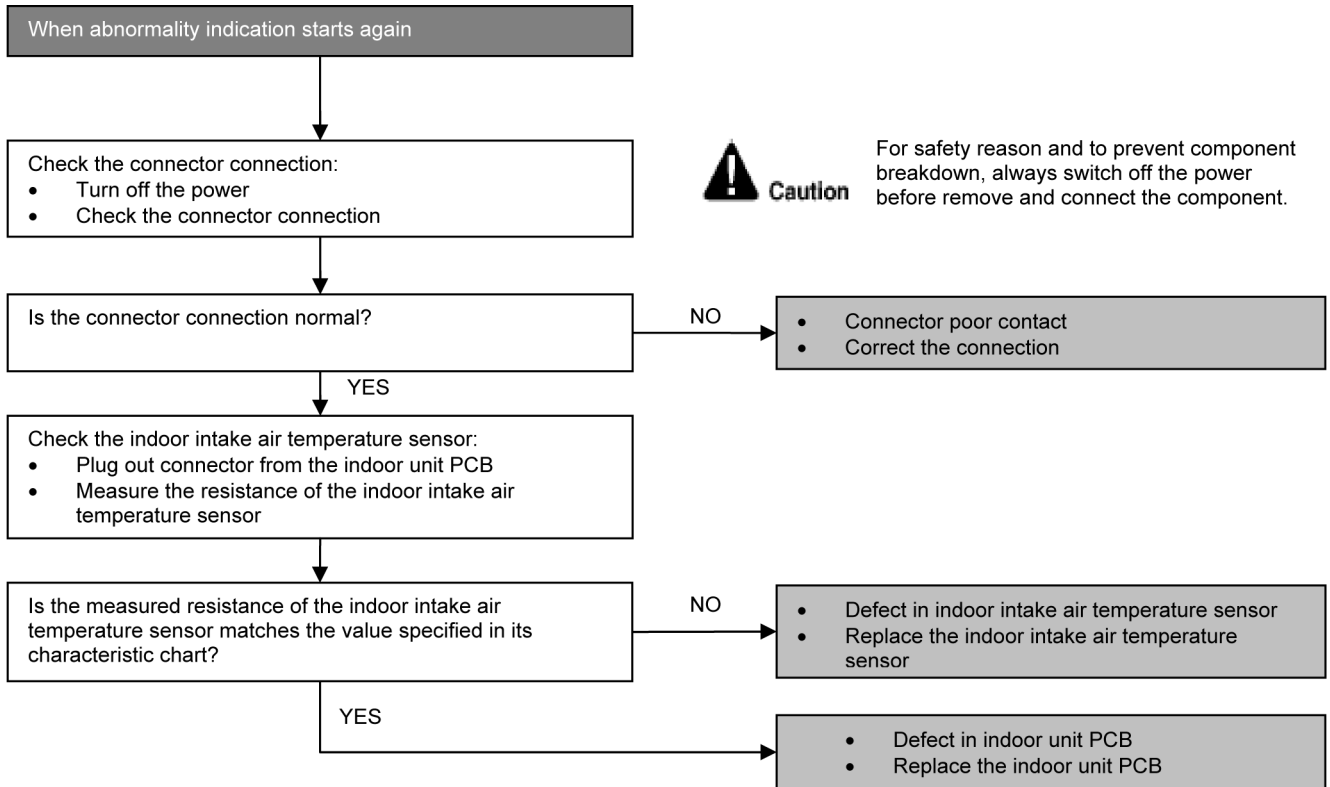 When abnormality indication starts again
Check the connector connection:
• Turn off the power
• Check the connector connection
Caution
For safety reason and to prevent component
breakdown, always switch off the power
before remove and connect the component.
Is the connector connection normal?
NO
• Connector poor contact
• Correct the connection
YES
Check the indoor intake air temperature sensor:
• Plug out connector from the indoor unit PCB
• Measure the resistance of the indoor intake air
temperature sensor
Is the measured resistance of the indoor intake air
temperature sensor matches the value specified in its
characteristic chart?
NO
• Defect in indoor intake air temperature sensor
• Replace the indoor intake air temperature
sensor
YES
• Defect in indoor unit PCB
• Replace the indoor unit PCB